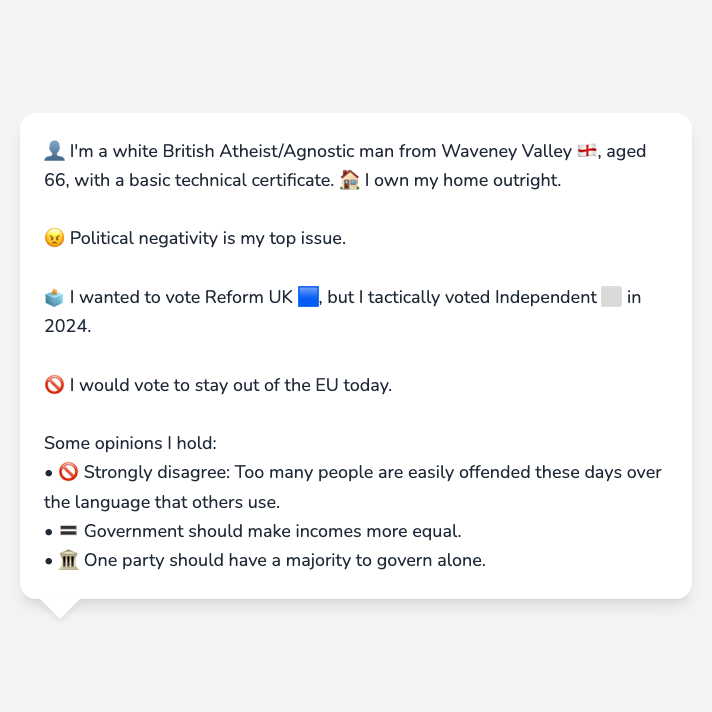 👤 I'm a white British Atheist/Agnostic man from Waveney Valley 🏴󠁧󠁢󠁥󠁮󠁧󠁿, aged
66, with a basic technical certificate. 🏠 I own my home outright.
😠 Political negativity is my top issue.
🗳️ I wanted to vote Reform UK 🟦, but I tactically voted Independent ⬜ in
2024.
🚫 I would vote to stay out of the EU today.
Some opinions I hold:
• 🚫 Strongly disagree: Too many people are easily offended these days over
the language that others use.
• 🟰 Government should make incomes more equal.
• 🏛️ One party should have a majority to govern alone.